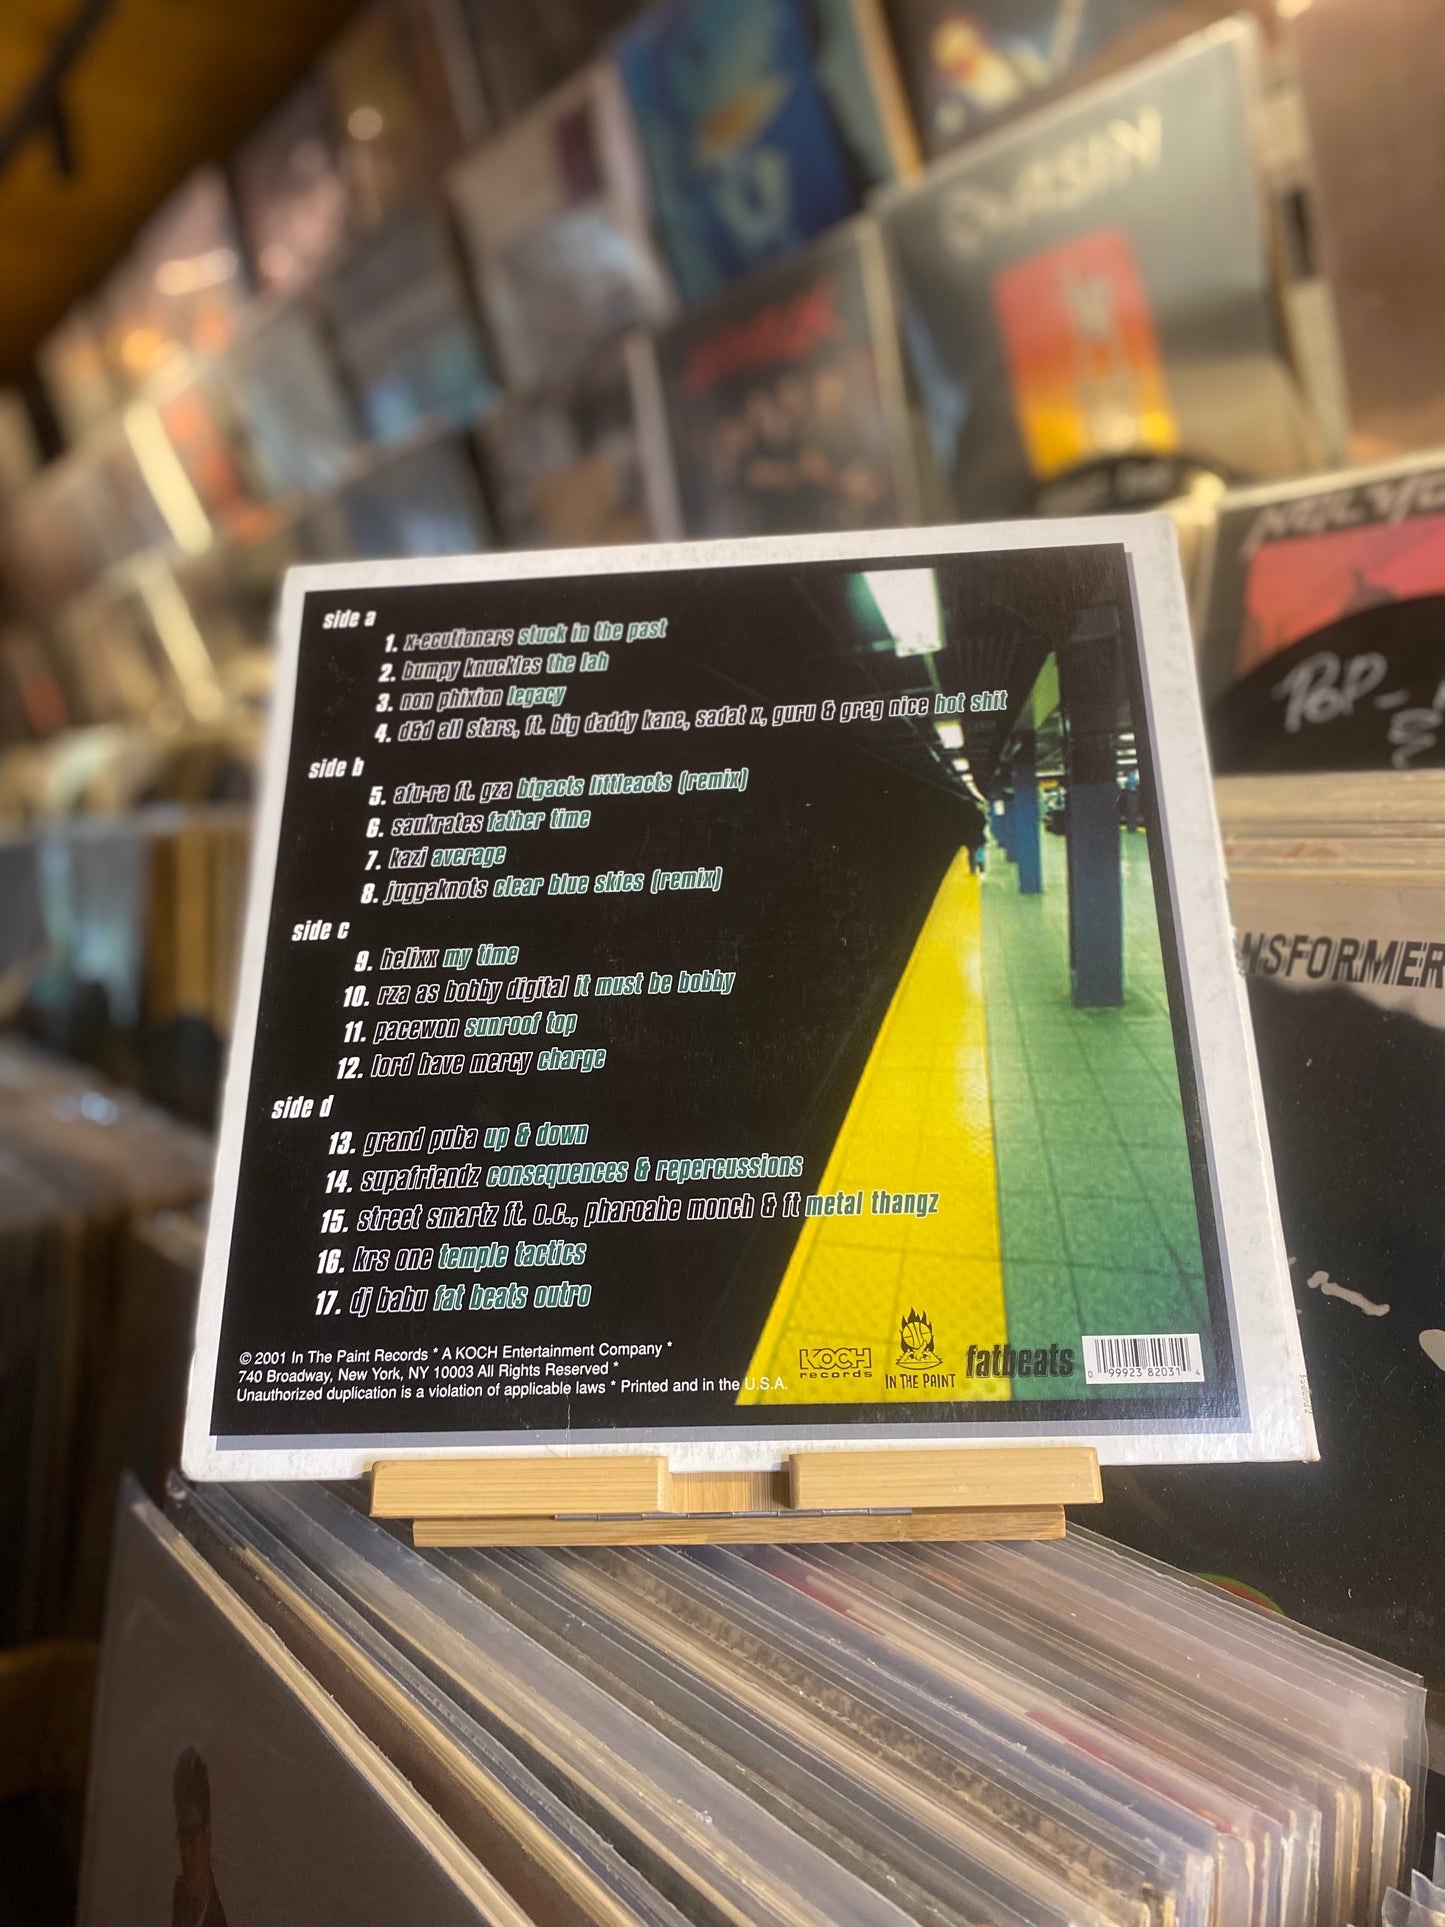 side a
1. x-ecutioners stuck in the past
2. bumpy knuckles the lah
3. non phixion legacy
4. d&d all stars, ft. big daddy kane, sadat x, guru & greg nice hot shit
side b
5. afu-ra ft. gza bigacts littleacts (remix)
6. saukrates father time
7. kazi average
8. juggaknots clear blue skies (remix)
side c
9. helixx my time
10. rza as bobby digital it must be bobby
11. pacewon sunroof top
12. lord have mercy charge
side d
13. grand puba up & down
14. supafriendz consequences & repercussions
15. street smartz ft. o.c., pharoahe monch & ft metal thangz
16. krs one temple tactics
17. dj babu fat beats outro
© 2001 In The Paint Records * A KOCH Entertainment Company *
740 Broadway, New York, NY 10003 All Rights Reserved *
Unauthorized duplication is a violation of applicable laws * Printed and in the U.S.A.
KOCH
records
IN THE PAINT
fatbeats
0 99923 82031 4
POP-
NSFORMER